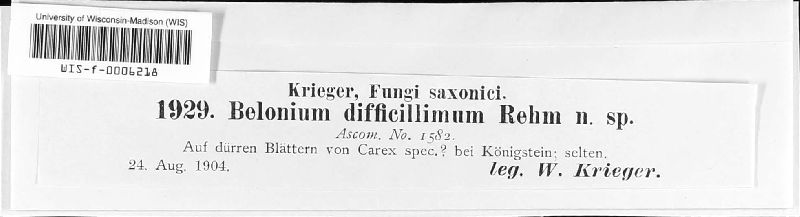 University of Wisconsin-Madison (WIS)
WIS-f-0006218
Krieger, Fungi saxonici.
1929. Belonium difficillimum Rehm n. sp.
Ascom. No. 1582.
Auf dürren Blättern von Carex spec.? bei Königstein; selten.
24. Aug. 1904.
leg. W. Krieger.